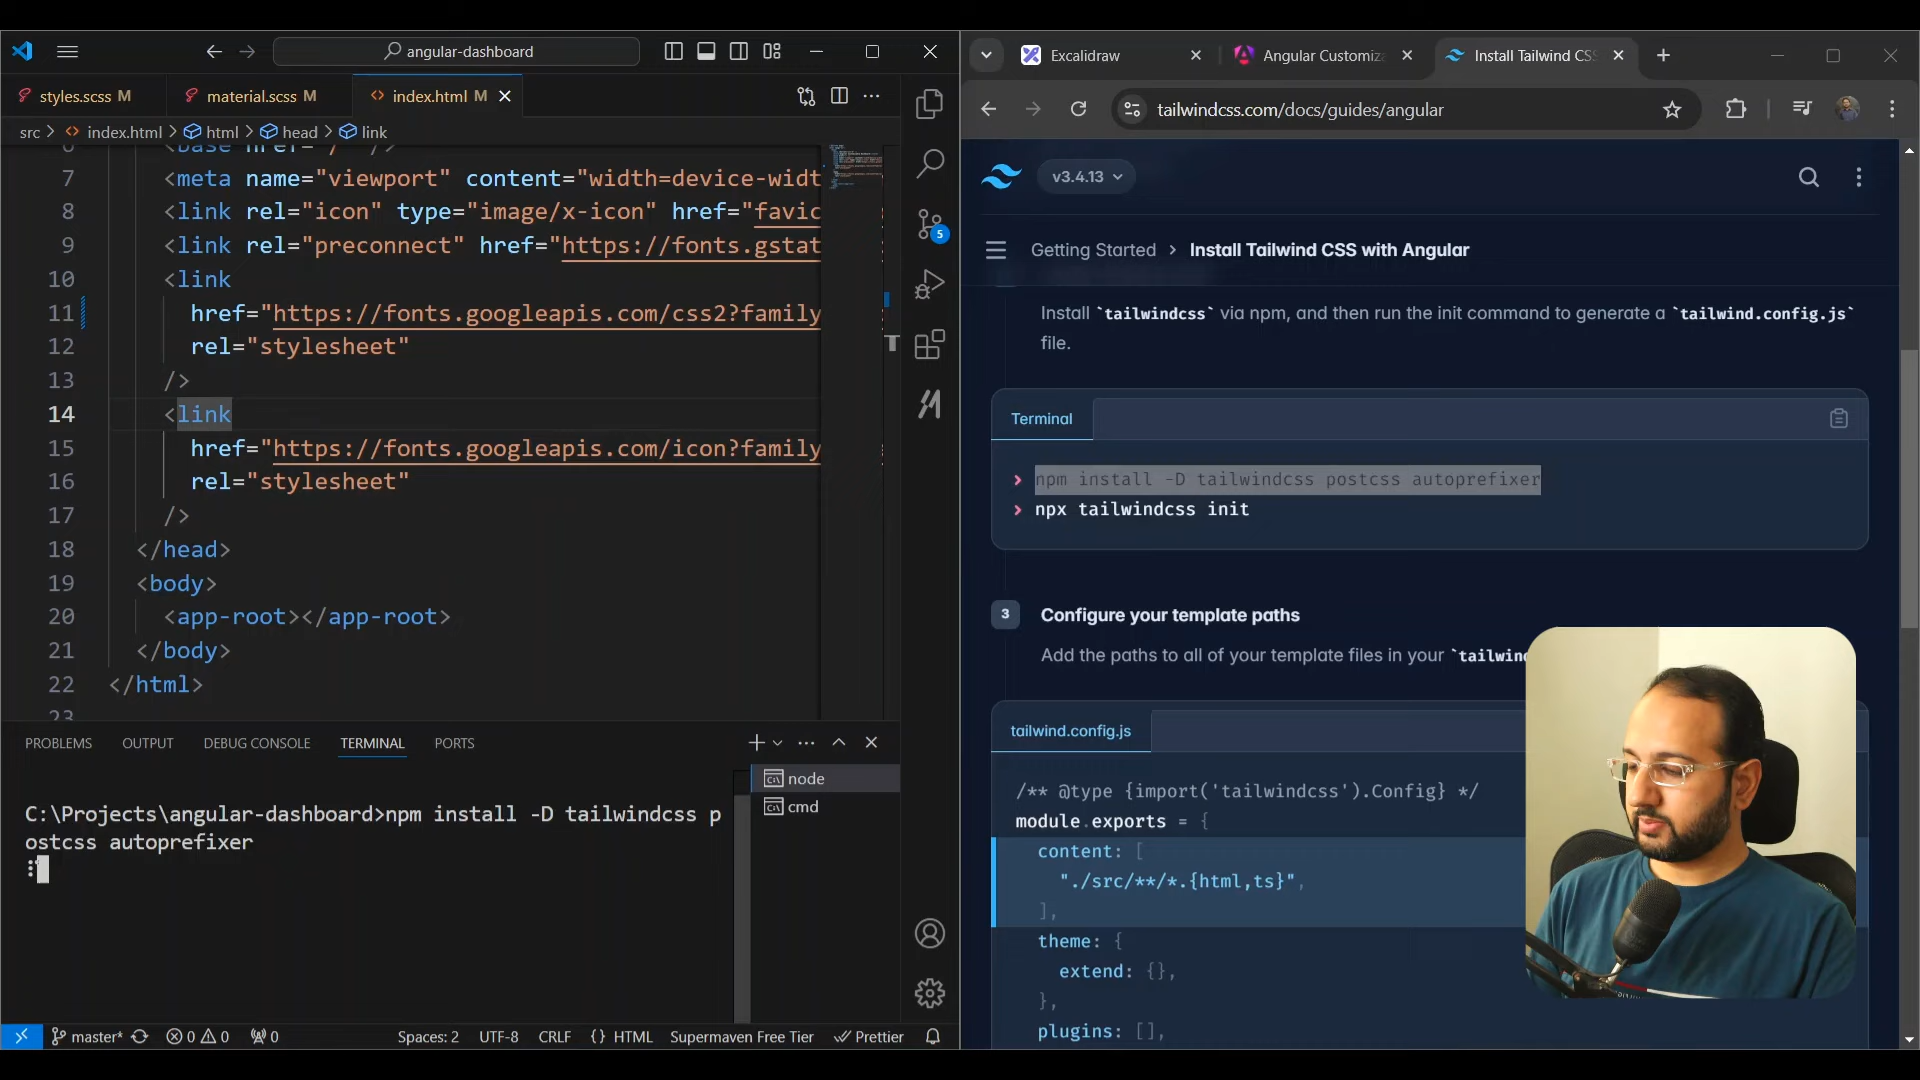 angular-dashboard
styles.scss M
material.scss M
index.html M
src > index.html > html > head > link
6 <base href="/" />
7 <meta name="viewport" content="width=device-widt
8 <link rel="icon" type="image/x-icon" href="favic
9 <link rel="preconnect" href="https://fonts.gstat
10 <link
11 href="https://fonts.googleapis.com/css2?family
12 rel="stylesheet"
13 />
14 <link
15 href="https://fonts.googleapis.com/icon?family
16 rel="stylesheet"
17 />
18 </head>
19 <body>
20 <app-root></app-root>
21 </body>
22 </html>
23
5
PROBLEMS OUTPUT DEBUG CONSOLE TERMINAL PORTS
node
cmd
C:\Projects\angular-dashboard>npm install -D tailwindcss p
ostcss autoprefixer
master* 0 0 0 Spaces: 2 UTF-8 CRLF {} HTML Supermaven Free Tier Prettier
Excalidraw
Angular Customiza
Install Tailwind CS
tailwindcss.com/docs/guides/angular
v3.4.13
Getting Started > Install Tailwind CSS with Angular
Install `tailwindcss` via npm, and then run the init command to generate a `tailwind.config.js`
file.
Terminal
> npm install -D tailwindcss postcss autoprefixer
> npx tailwindcss init
3 Configure your template paths
Add the paths to all of your template files in your `tailwind
tailwind.config.js
/** @type {import('tailwindcss').Config} */
module.exports = {
content: [
"./src/**/*.{html,ts}",
],
theme: {
extend: {},
},
plugins: [],